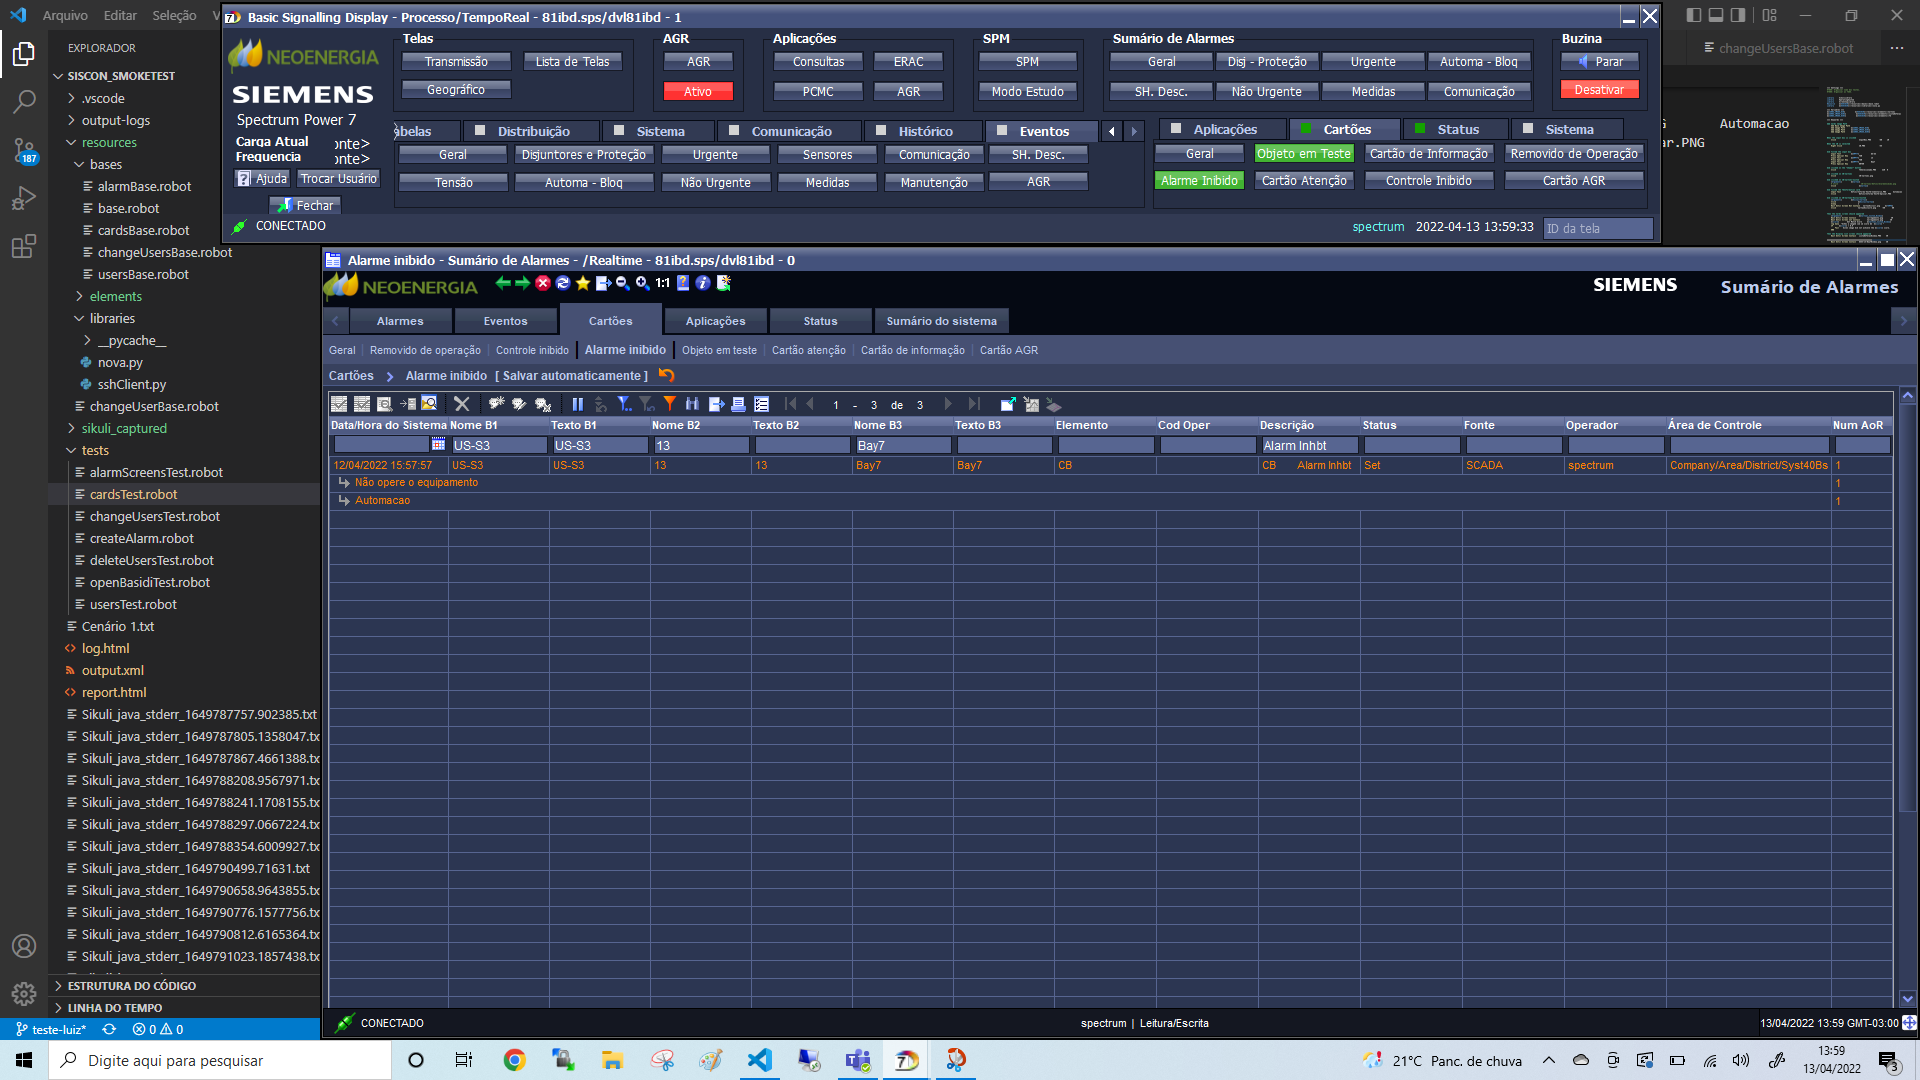 Arquivo Editar Seleção
Basic Signalling Display - Processo/TempoReal - 81ibd.sps/dvl81ibd - 1
EXPLORADOR
SISCON_SMOKETEST
.vscode
output-logs
resources
bases
alarmBase.robot
base.robot
cardsBase.robot
changeUsersBase.robot
usersBase.robot
elements
libraries
__pycache__
nova.py
sshClient.py
changeUserBase.robot
sikuli_captured
tests
alarmScreensTest.robot
cardsTest.robot
changeUsersTest.robot
createAlarm.robot
deleteUsersTest.robot
openBasidiTest.robot
usersTest.robot
Cenário 1.txt
log.html
output.xml
report.html
Sikuli_java_stderr_1649787757.902385.txt
Sikuli_java_stderr_1649787805.1358047.tx
Sikuli_java_stderr_1649787867.4661388.tx
Sikuli_java_stderr_1649788208.9567971.tx
Sikuli_java_stderr_1649788241.1708155.tx
Sikuli_java_stderr_1649788297.0667224.tx
Sikuli_java_stderr_1649788354.6009927.tx
Sikuli_java_stderr_1649790499.71631.txt
Sikuli_java_stderr_1649790658.9643855.tx
Sikuli_java_stderr_1649790776.1577756.tx
Sikuli_java_stderr_1649790812.6165364.tx
Sikuli_java_stderr_1649791023.1857438.tx
ESTRUTURA DO CÓDIGO
LINHA DO TEMPO
187
teste-luiz* 0 0
NEOENERGIA
SIEMENS
Spectrum Power 7
Carga Atual onte>
Frequencia onte>
Ajuda Trocar Usuário
Fechar
CONECTADO
Telas
Transmissão Lista de Telas
Geográfico
AGR
AGR
Ativo
Aplicações
Consultas ERAC
PCMC AGR
SPM
SPM
Modo Estudo
Sumário de Alarmes
Geral Disj - Proteção Urgente Automa - Bloq
SH. Desc. Não Urgente Medidas Comunicação
Buzina
Parar
Desativar
abelas Distribuição Sistema Comunicação Histórico Eventos
Geral Disjuntores e Proteção Urgente Sensores Comunicação SH. Desc.
Tensão Automa - Bloq Não Urgente Medidas Manutenção AGR
Aplicações Cartões Status Sistema
Geral Objeto em Teste Cartão de Informação Removido de Operação
Alarme Inibido Cartão Atenção Controle Inibido Cartão AGR
spectrum 2022-04-13 13:59:33 ID da tela
changeUsersBase.robot
Automacao
ar.PNG
Alarme inibido - Sumário de Alarmes - /Realtime - 81ibd.sps/dvl81ibd - 0
NEOENERGIA 1:1 SIEMENS Sumário de Alarmes
Alarmes Eventos Cartões Aplicações Status Sumário do sistema
Geral Removido de operação Controle inibido Alarme inibido Objeto em teste Cartão atenção Cartão de informação Cartão AGR
Cartões Alarme inibido [ Salvar automaticamente ]
1 - 3 de 3
Data/Hora do Sistema Nome B1 Texto B1 Nome B2 Texto B2 Nome B3 Texto B3 Elemento Cod Oper Descrição Status Fonte Operador Área de Controle Num AoR
US-S3 US-S3 13 Bay7 Alarm Inhbt
12/04/2022 15:57:57 US-S3 US-S3 13 13 Bay7 Bay7 CB CB Alarm Inhbt Set SCADA spectrum Company/Area/District/Syst40Bs 1
Não opere o equipamento 1
Automacao 1
CONECTADO spectrum | Leitura/Escrita 13/04/2022 13:59 GMT-03:00
Digite aqui para pesquisar
21°C Panc. de chuva
13:59
13/04/2022
3